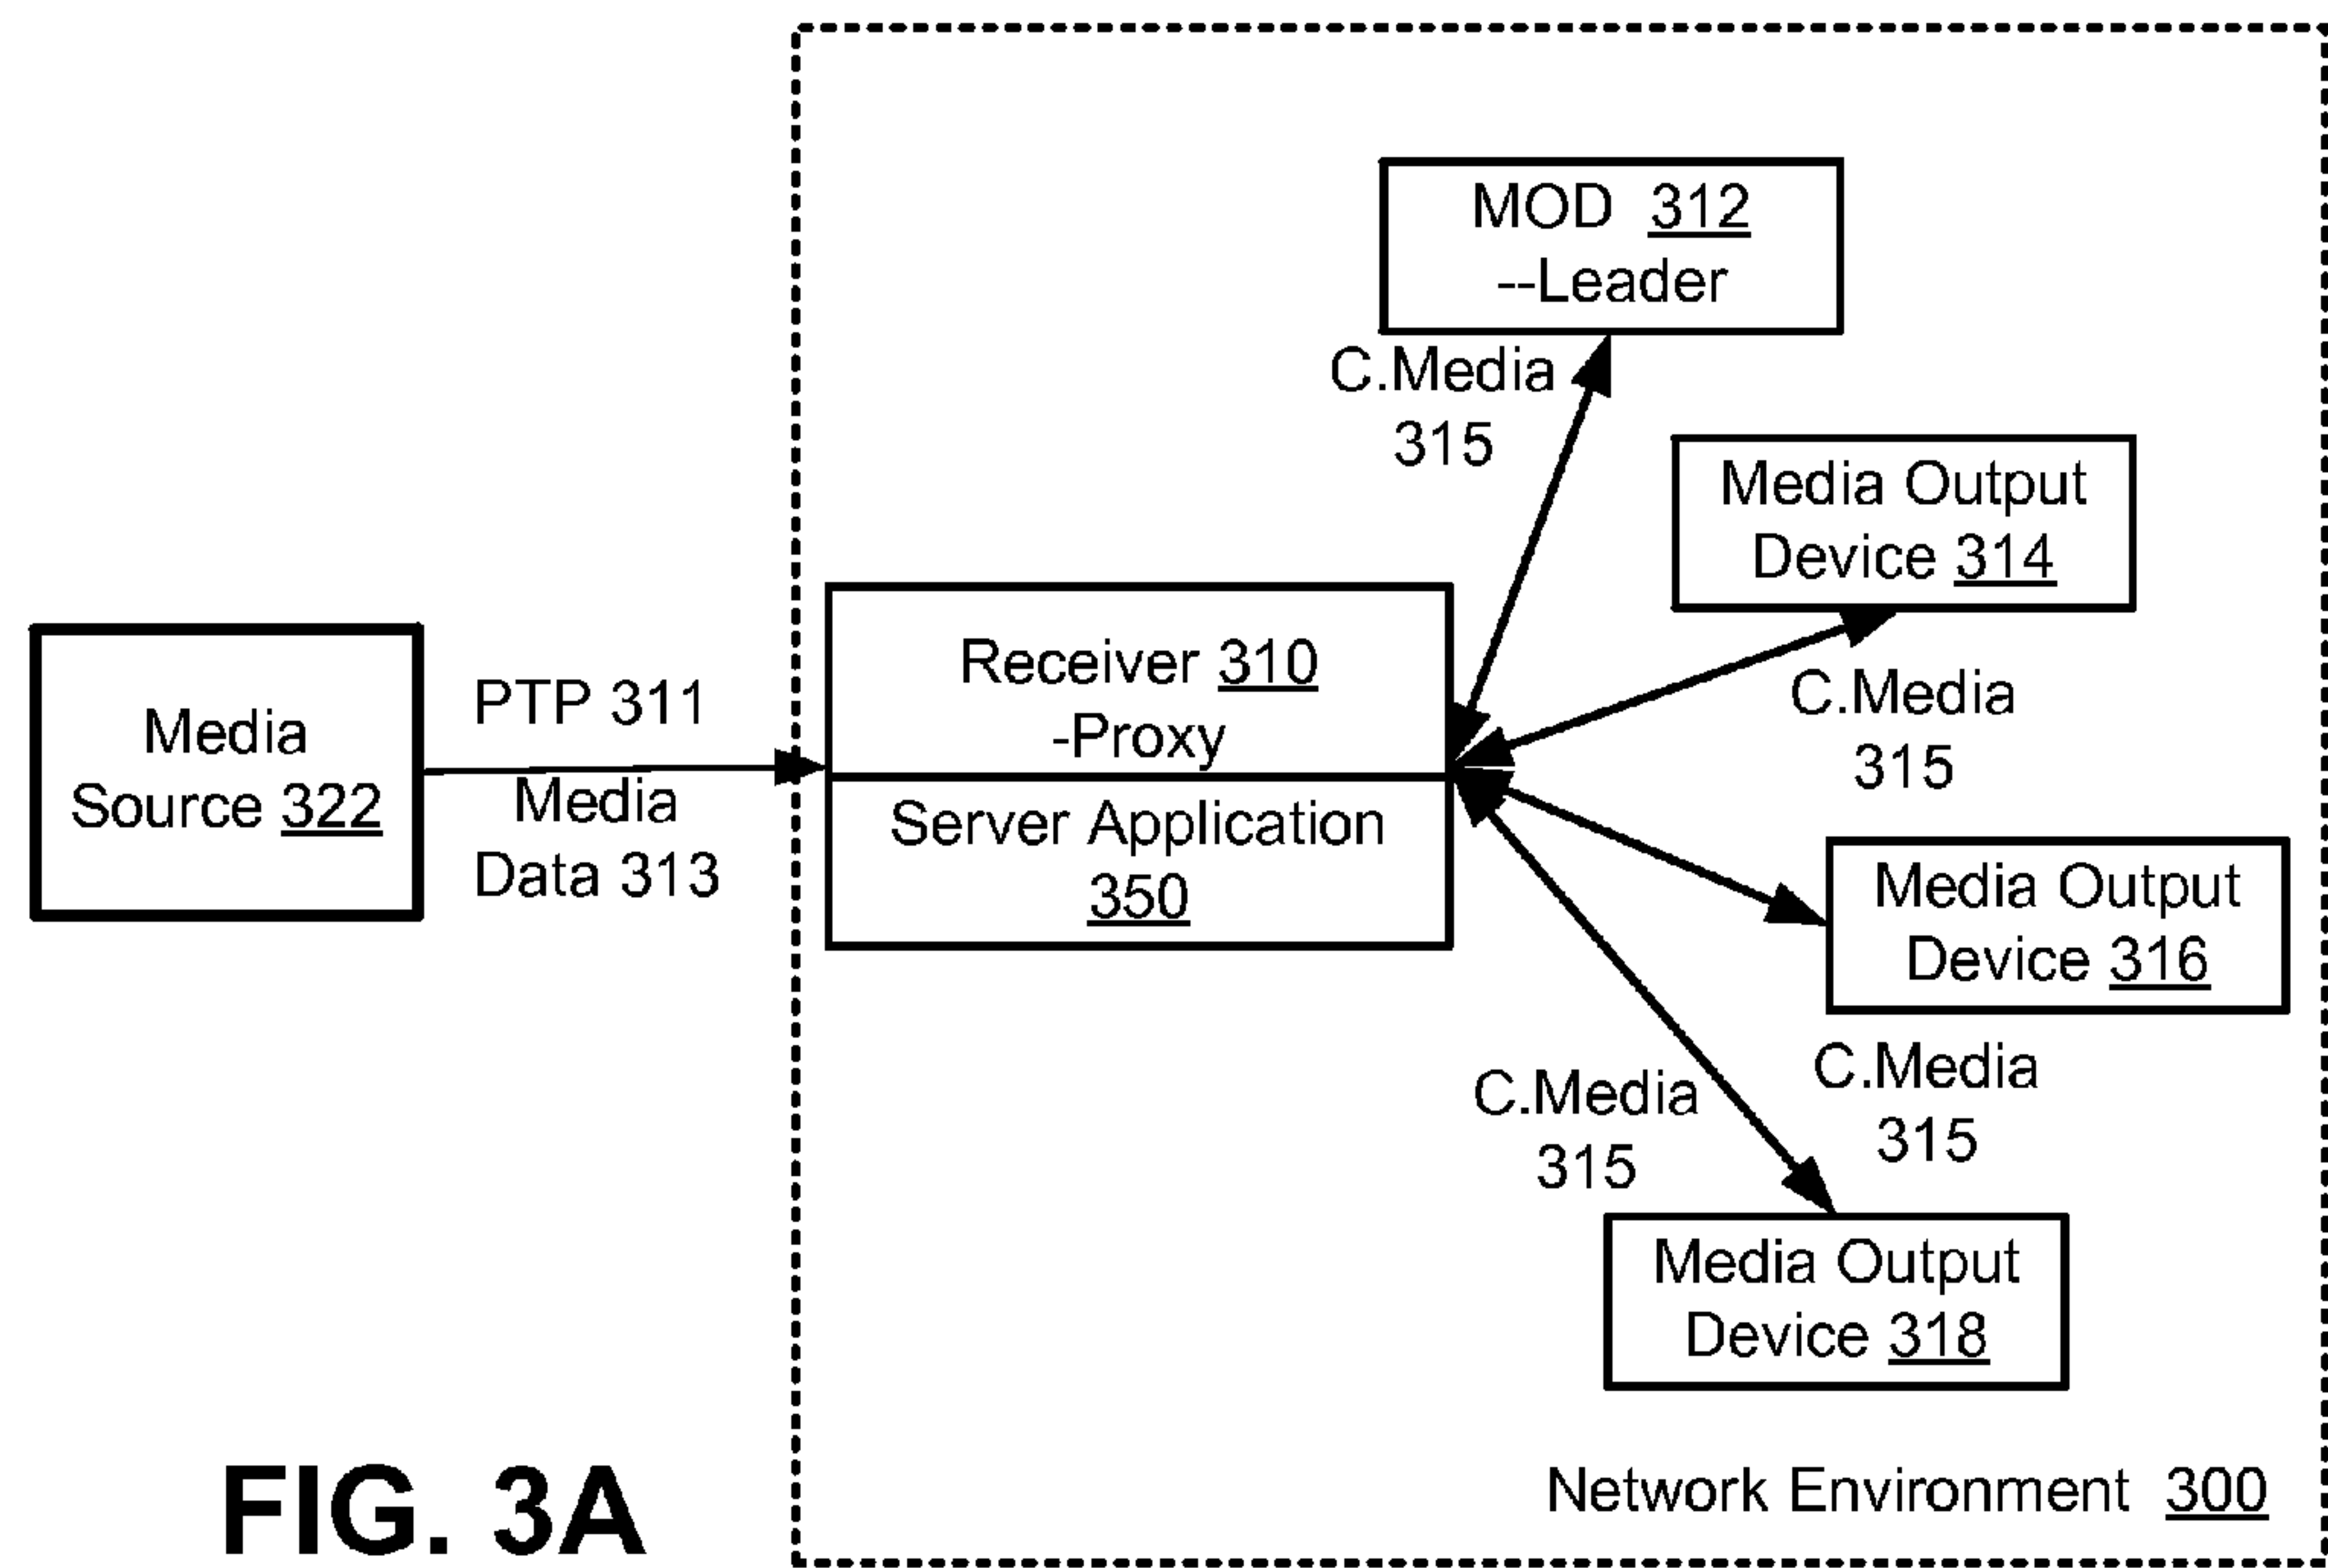 MOD 312
--Leader
C.Media
315
Media Output
Device 314
C.Media
315
Media
Source 322
PTP 311
Media
Data 313
Receiver 310
-Proxy
Server Application
350
Media Output
Device 316
C.Media
315
C.Media
315
Media Output
Device 318
Network Environment 300
FIG. 3A